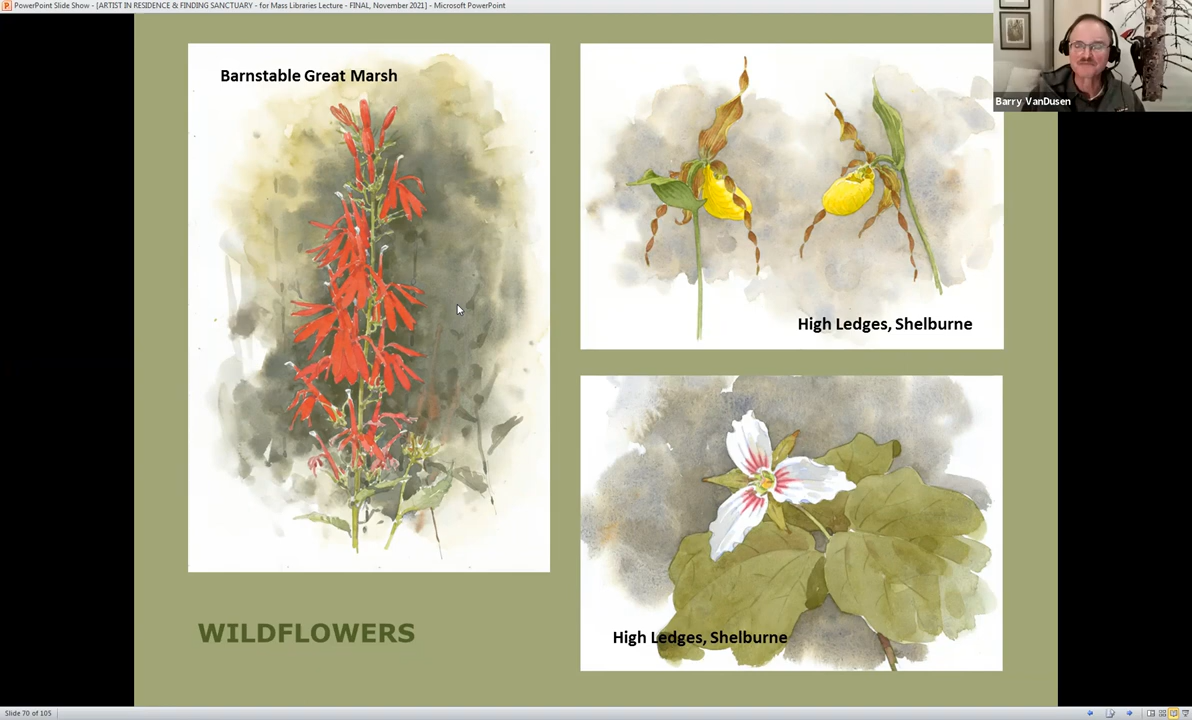 PowerPoint Slide Show - [ARTIST IN RESIDENCE & FINDING SANCTUARY - for Mass Libraries Lecture - FINAL, November 2021] - Microsoft PowerPoint
Barry VanDusen
Barnstable Great Marsh
High Ledges, Shelburne
High Ledges, Shelburne
WILDFLOWERS
Slide 70 of 105